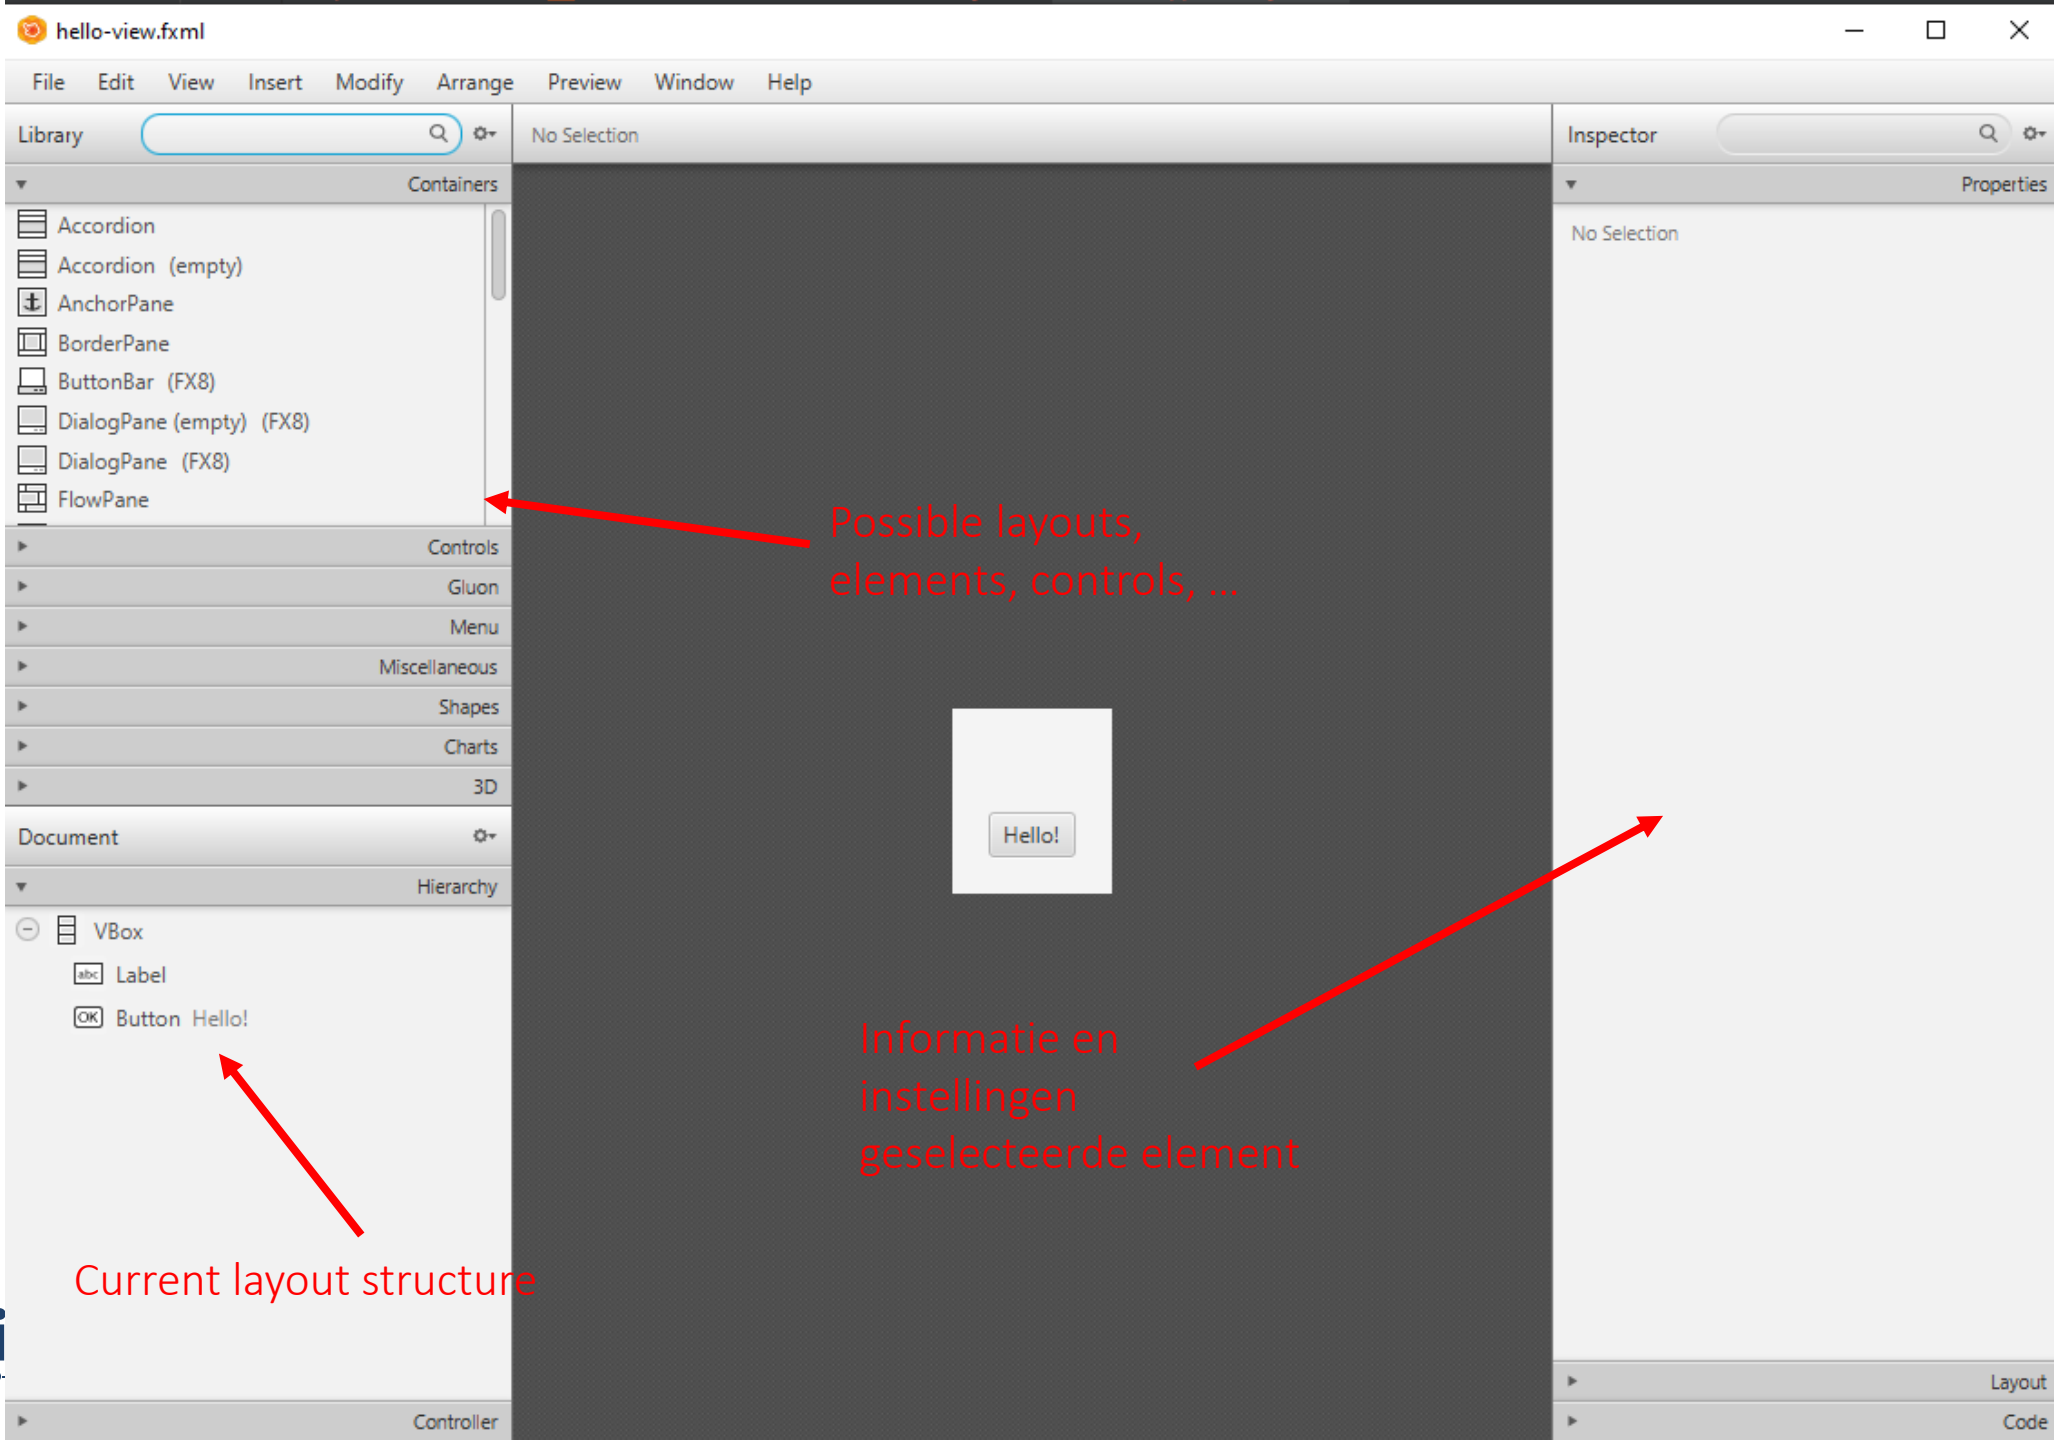 hello-view.fxml
File Edit View Insert Modify Arrange Preview Window Help
Library
No Selection
Inspector
Containers
Properties
Accordion
Accordion (empty)
AnchorPane
BorderPane
ButtonBar (FX8)
DialogPane (empty) (FX8)
DialogPane (FX8)
FlowPane
Controls
Gluon
Menu
Miscellaneous
Shapes
Charts
3D
Document
Hierarchy
VBox
abc Label
OK Button Hello!
Current layout structure
Controller
Possible layouts,
elements, controls, ...
Hello!
Informatie en
instellingen
geselecteerde element
No Selection
Layout
Code